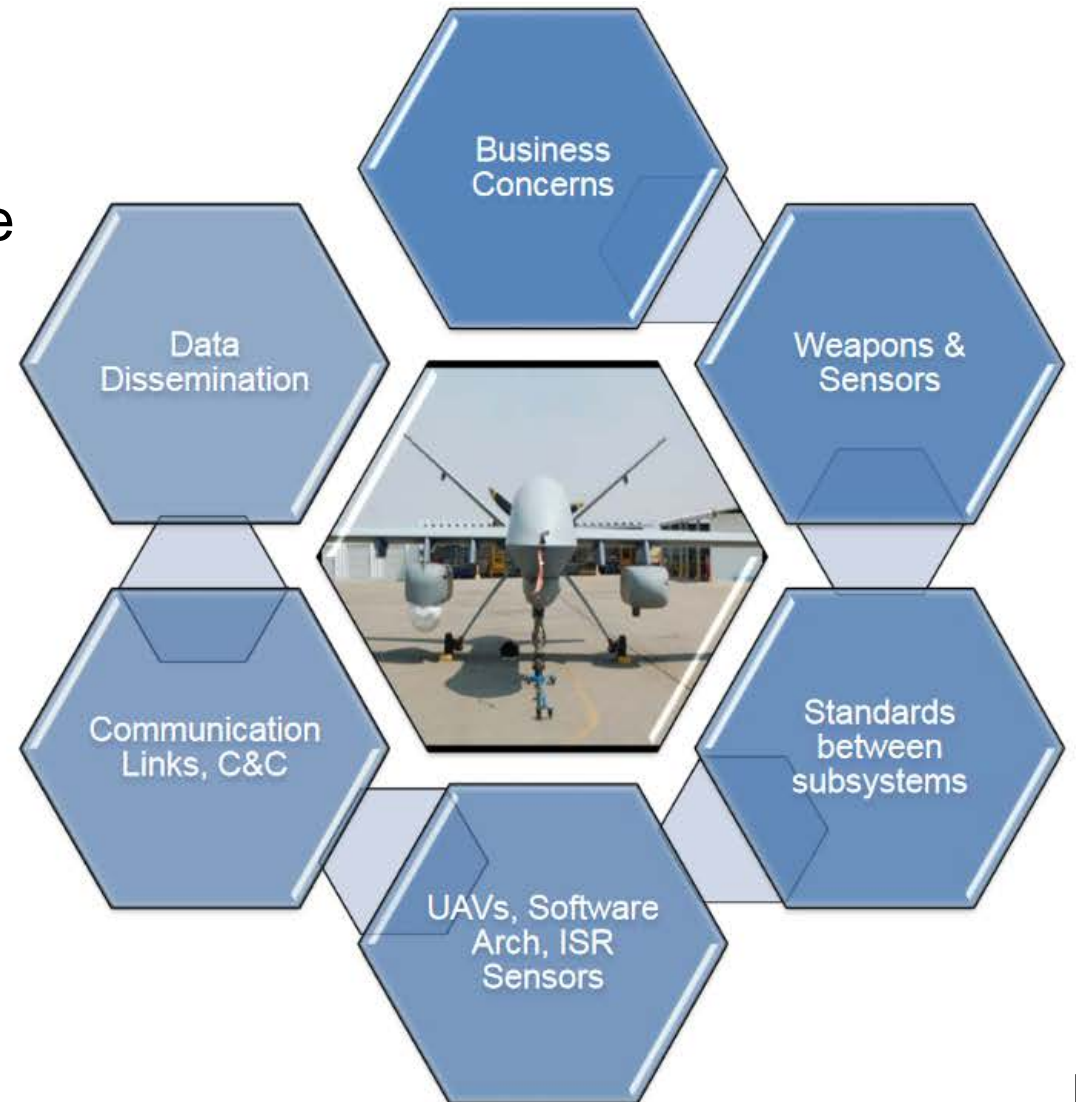 Business
Concerns
e
Data
Dissemination
Weapons &
Sensors
Communication
Links, C&C
Standards
between
subsystems
UAVs, Software
Arch, ISR
Sensors